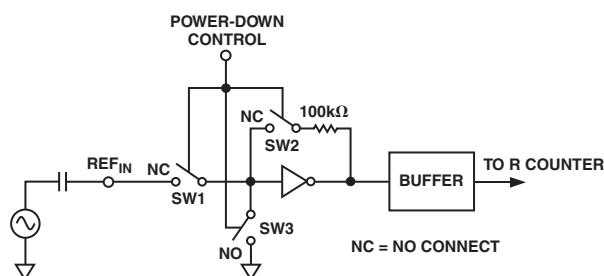 POWER-DOWN
CONTROL
NC
100kΩ
SW2
REFIN
NC
SW1
BUFFER
TO R COUNTER
SW3
NO
NC = NO CONNECT